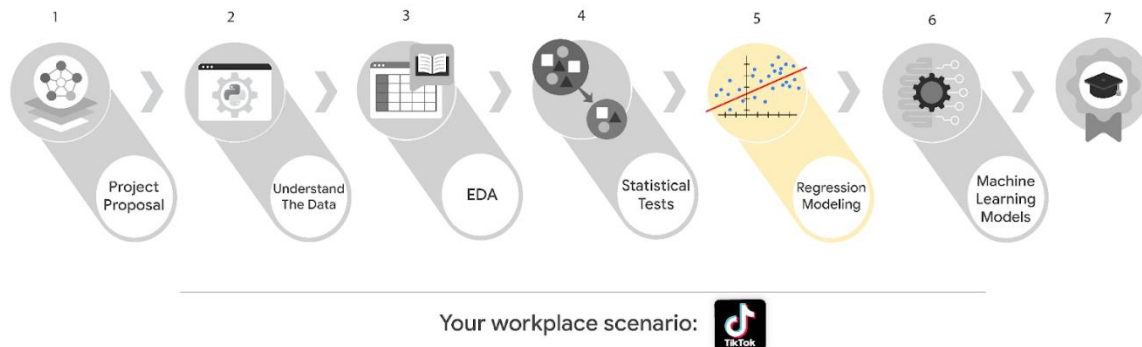 1
2
3
4
5
6
7
Project
Proposal
Understand
The Data
EDA
Statistical
Tests
Regression
Modeling
Machine
Learning
Models
Your workplace scenario:
TikTok